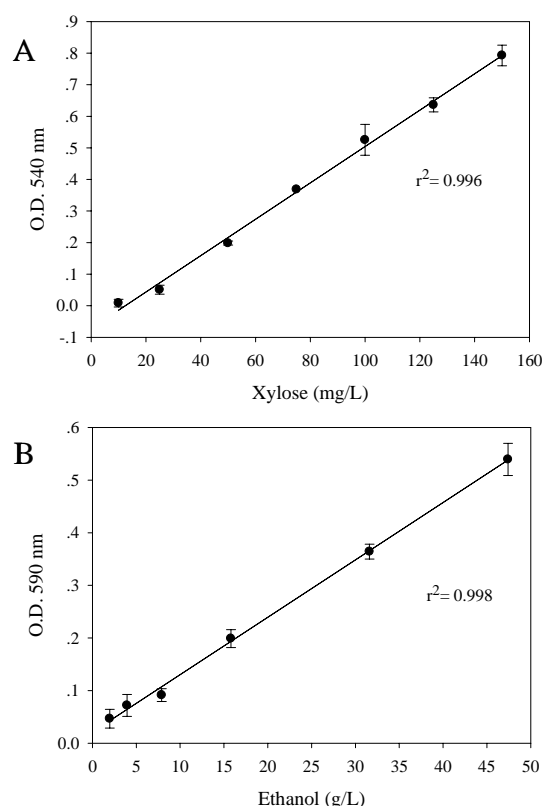 A
.9
.8
.7
.6
.5
.4
.3
.2
.1
0.0
-.1
O.D. 540 nm
r²= 0.996
0 20 40 60 80 100 120 140 160
Xylose (mg/L)
B
.6
.5
.4
.3
.2
.1
0.0
O.D. 590 nm
r²= 0.998
0 5 10 15 20 25 30 35 40 45 50
Ethanol (g/L)